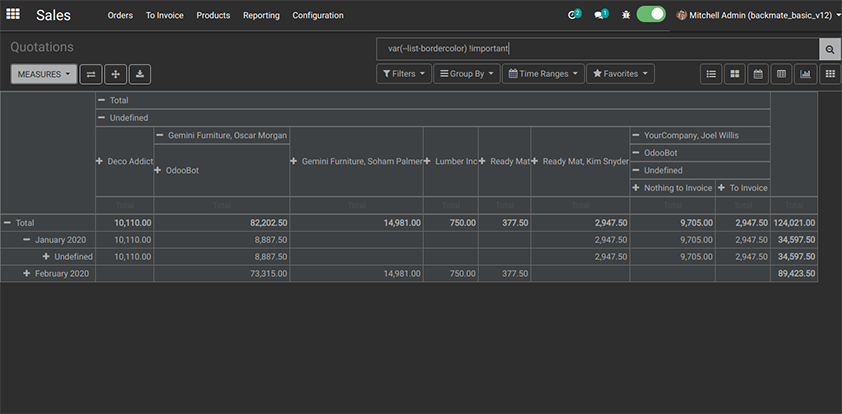 Sales Orders To Invoice Products Reporting Configuration 2 1 Mitchell Admin (backmate_basic_v12)
Quotations var(--list-bordercolor) !important
MEASURES Filters Group By Time Ranges Favorites
Total
Undefined
Gemini Furniture, Oscar Morgan YourCompany, Joel Willis
OdooBot
Deco Addict OdooBot Gemini Furniture, Soham Palmer Lumber Inc Ready Mat Ready Mat, Kim Snyder
Undefined
Nothing to Invoice To Invoice
Total Total Total Total Total Total Total Total Total
Total 10,110.00 82,202.50 14,981.00 750.00 377.50 2,947.50 9,705.00 2,947.50 124,021.00
January 2020 10,110.00 8,887.50 2,947.50 9,705.00 2,947.50 34,597.50
Undefined 10,110.00 8,887.50 2,947.50 9,705.00 2,947.50 34,597.50
February 2020 73,315.00 14,981.00 750.00 377.50 89,423.50